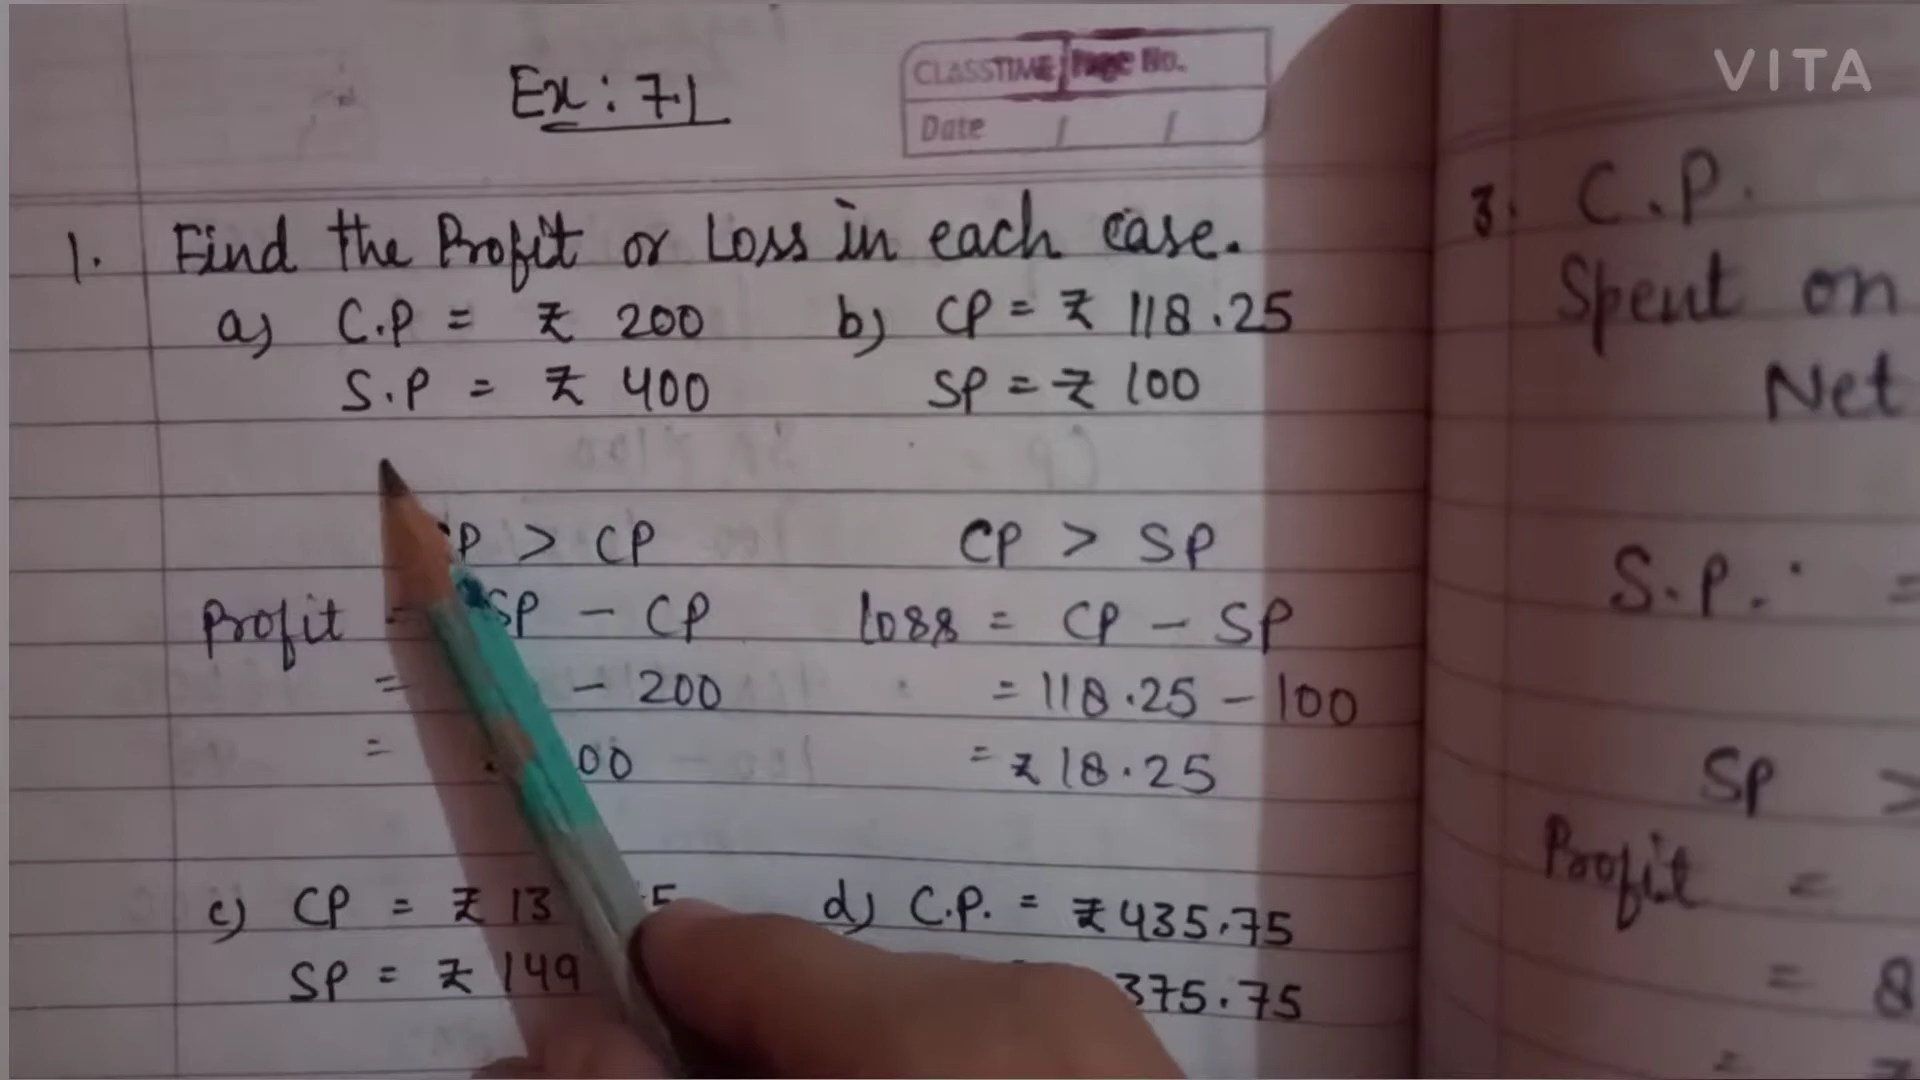 VITA
Ex: 7.1
CLASSTIME Page No.
Date / /
1. Find the Profit or Loss in each case.
a) C.P = ₹ 200 b) CP = ₹ 118.25
S.P = ₹ 400 SP = ₹ 100
> CP CP > SP
Profit = SP - CP loss = CP - SP
= - 200 = 118.25 - 100
= 00 = ₹ 18.25
c) CP = ₹ 13 5 d) C.P. = ₹ 435.75
SP = ₹ 149 375.75
3. C.P.
Spent on
Net
S.P. =
SP >
Profit =
= 8
=